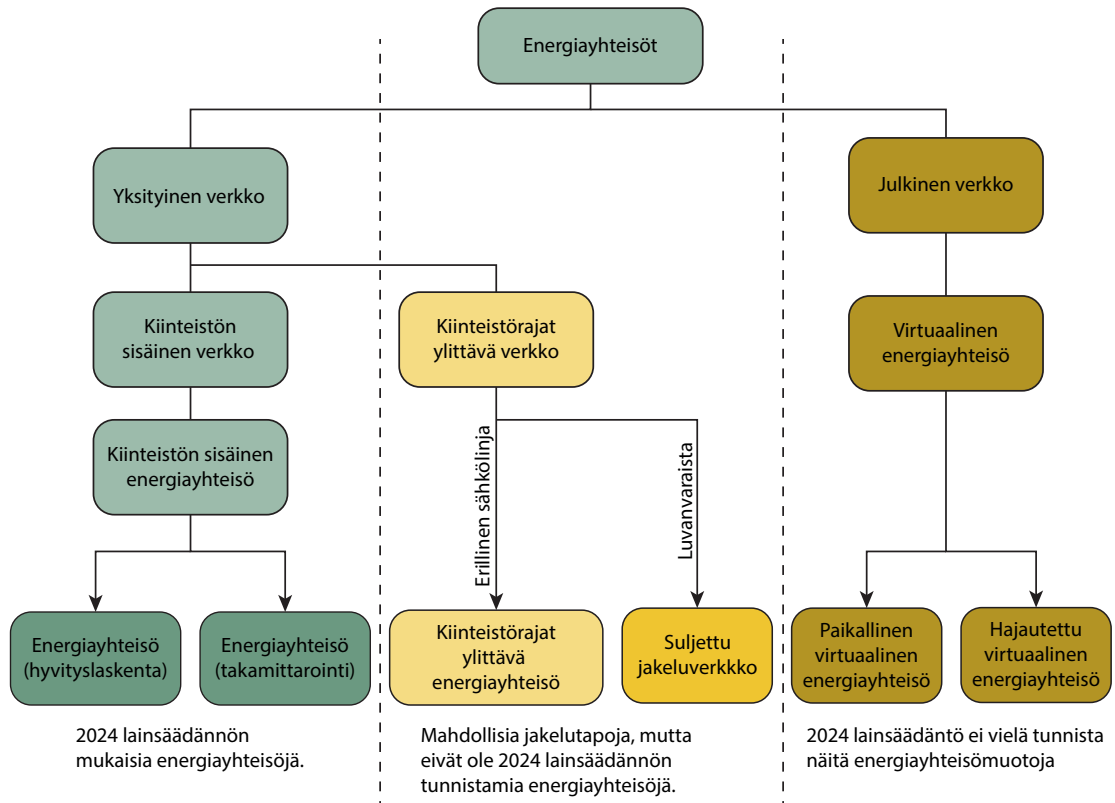 Energiayhteisöt
Yksityinen verkko
Julkinen verkko
Kiinteistön
sisäinen verkko
Kiinteistörajat
ylittävä verkko
Virtuaalinen
energiayhteisö
Kiinteistön sisäinen
energiayhteisö
Erillinen sähkölinja
Luvanvaraista
Energiayhteisö
(hyvityslaskenta)
Energiayhteisö
(takamittarointi)
Kiinteistörajat
ylittävä
energiayhteisö
Suljettu
jakeluverkkko
Paikallinen
virtuaalinen
energiayhteisö
Hajautettu
virtuaalinen
energiayhteisö
2024 lainsäädännön
mukaisia energiayhteisöjä.
Mahdollisia jakelutapoja, mutta
eivät ole 2024 lainsäädännön
tunnistamia energiayhteisöjä.
2024 lainsäädäntö ei vielä tunnista
näitä energiayhteisömuotoja